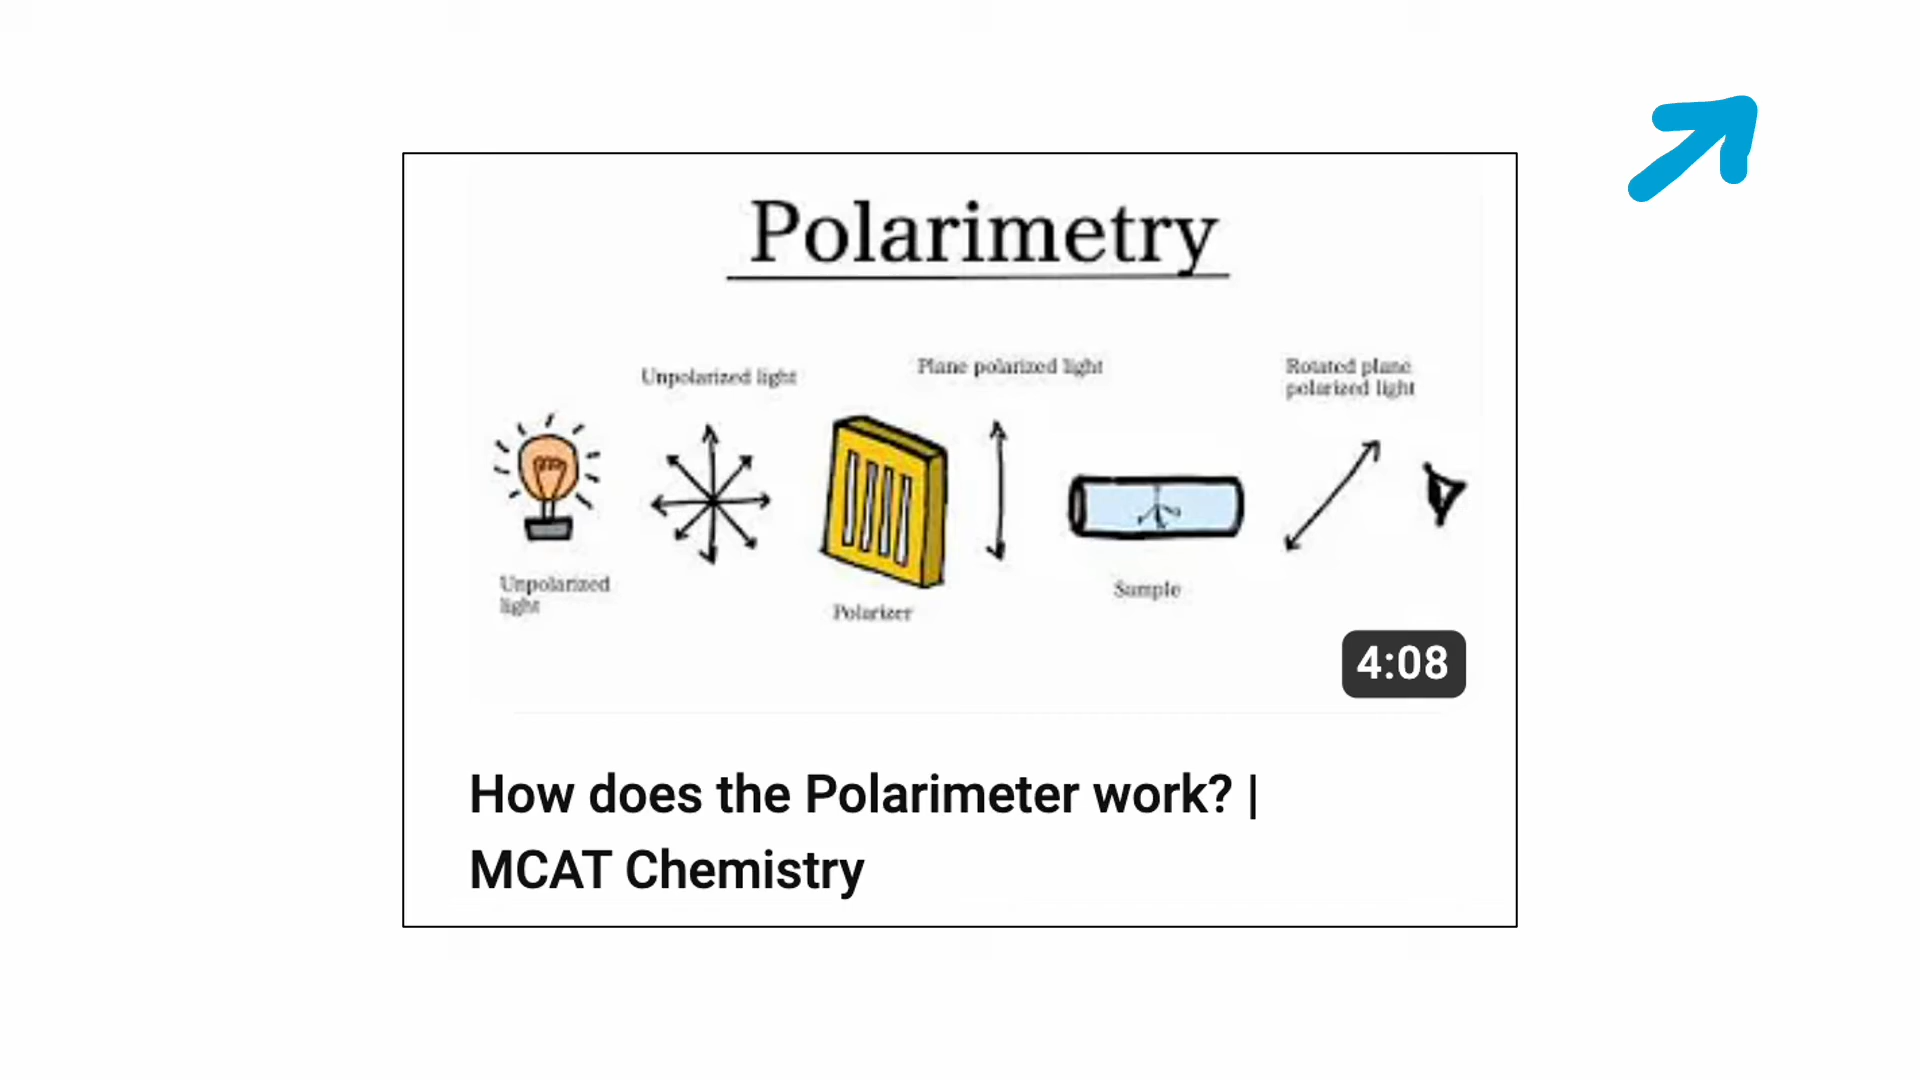 Polarimetry
Unpolarized light
Plane polarized light
Rotated plane
polarized light
Unpolarized
light
Polarizer
Sample
4:08
How does the Polarimeter work? |
MCAT Chemistry